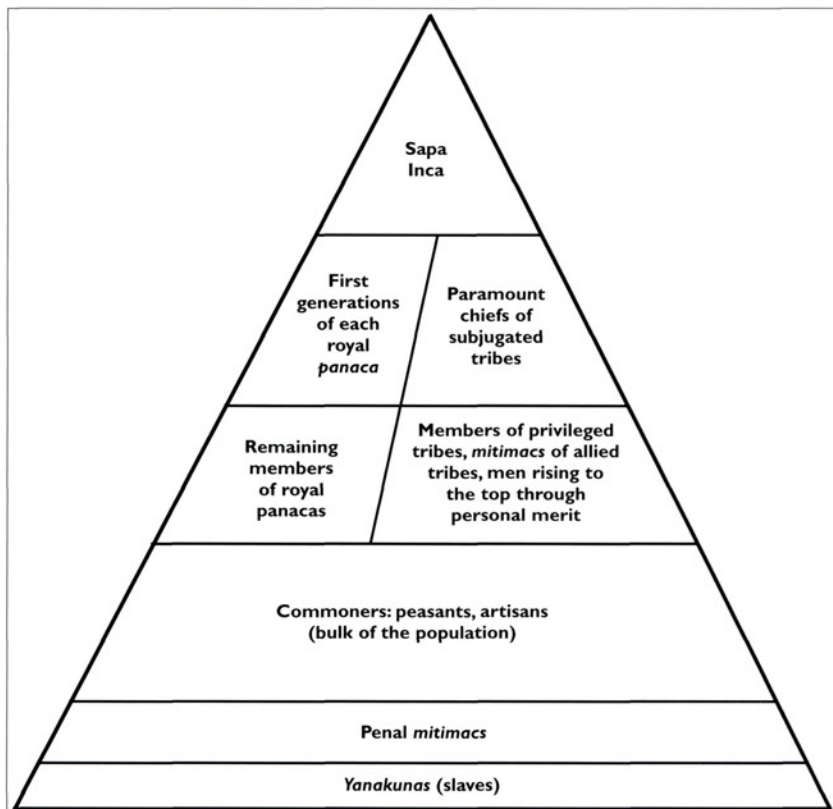 Sapa
Inca
First
generations
of each
royal
panaca
Paramount
chiefs of
subjugated
tribes
Remaining
members
of royal
panacas
Members of privileged
tribes, mitimacs of allied
tribes, men rising to
the top through
personal merit
Commoners: peasants, artisans
(bulk of the population)
Penal mitimacs
Yanakunas (slaves)